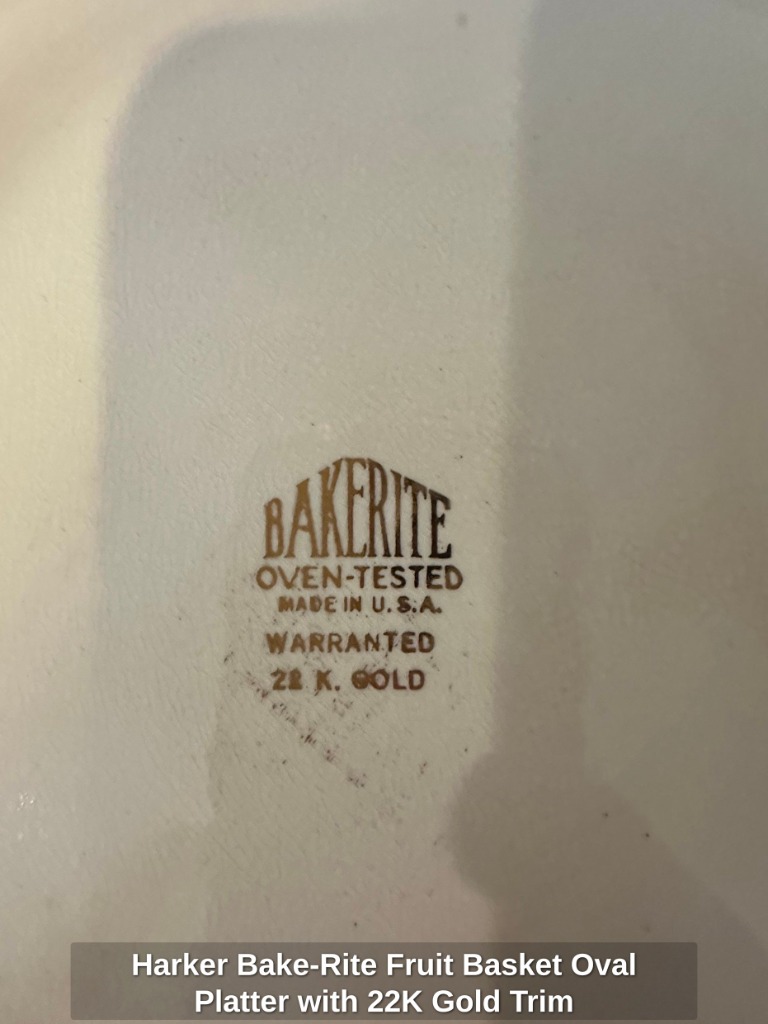 BAKERITE
OVEN-TESTED
MADE IN U.S.A.
WARRANTED
22 K. GOLD
Harker Bake-Rite Fruit Basket Oval
Platter with 22K Gold Trim